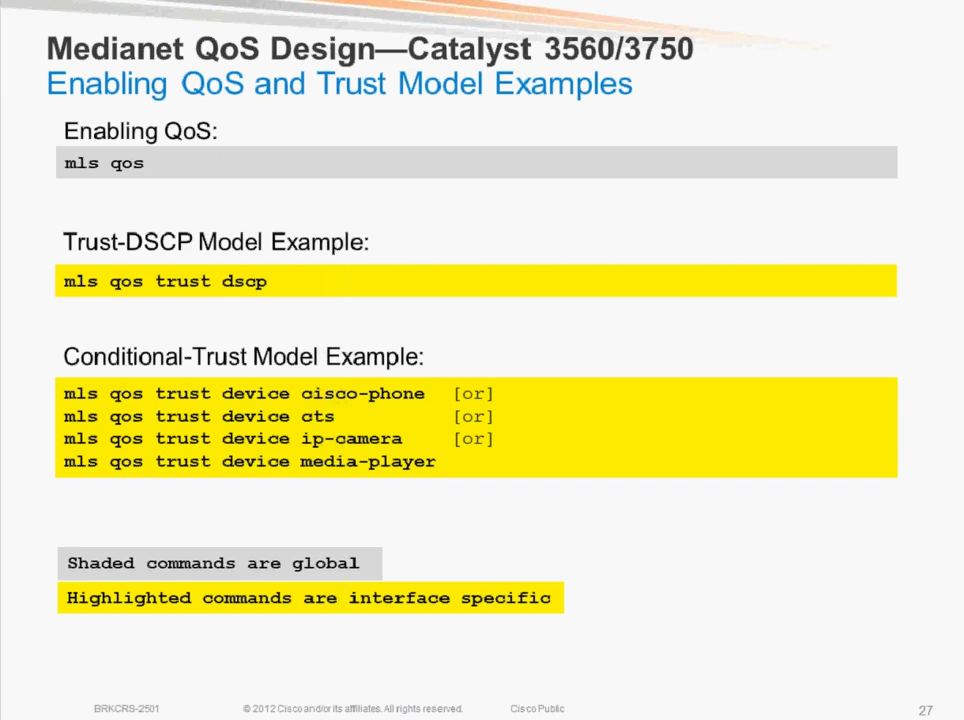 Medianet QoS Design—Catalyst 3560/3750
Enabling QoS and Trust Model Examples
Enabling QoS:
mls qos
Trust-DSCP Model Example:
mls qos trust dscp
Conditional-Trust Model Example:
mls qos trust device cisco-phone [or]
mls qos trust device cts [or]
mls qos trust device ip-camera [or]
mls qos trust device media-player
Shaded commands are global
Highlighted commands are interface specific
BRKCRS-2501 © 2012 Cisco and/or its affiliates. All rights reserved. Cisco Public 27